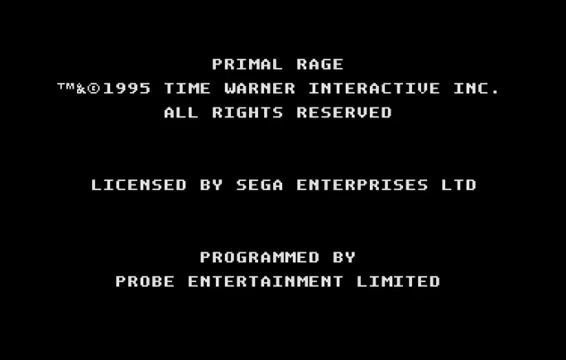 PRIMAL RAGE
™&©1995 TIME WARNER INTERACTIVE INC.
ALL RIGHTS RESERVED
LICENSED BY SEGA ENTERPRISES LTD
PROGRAMMED BY
PROBE ENTERTAINMENT LIMITED